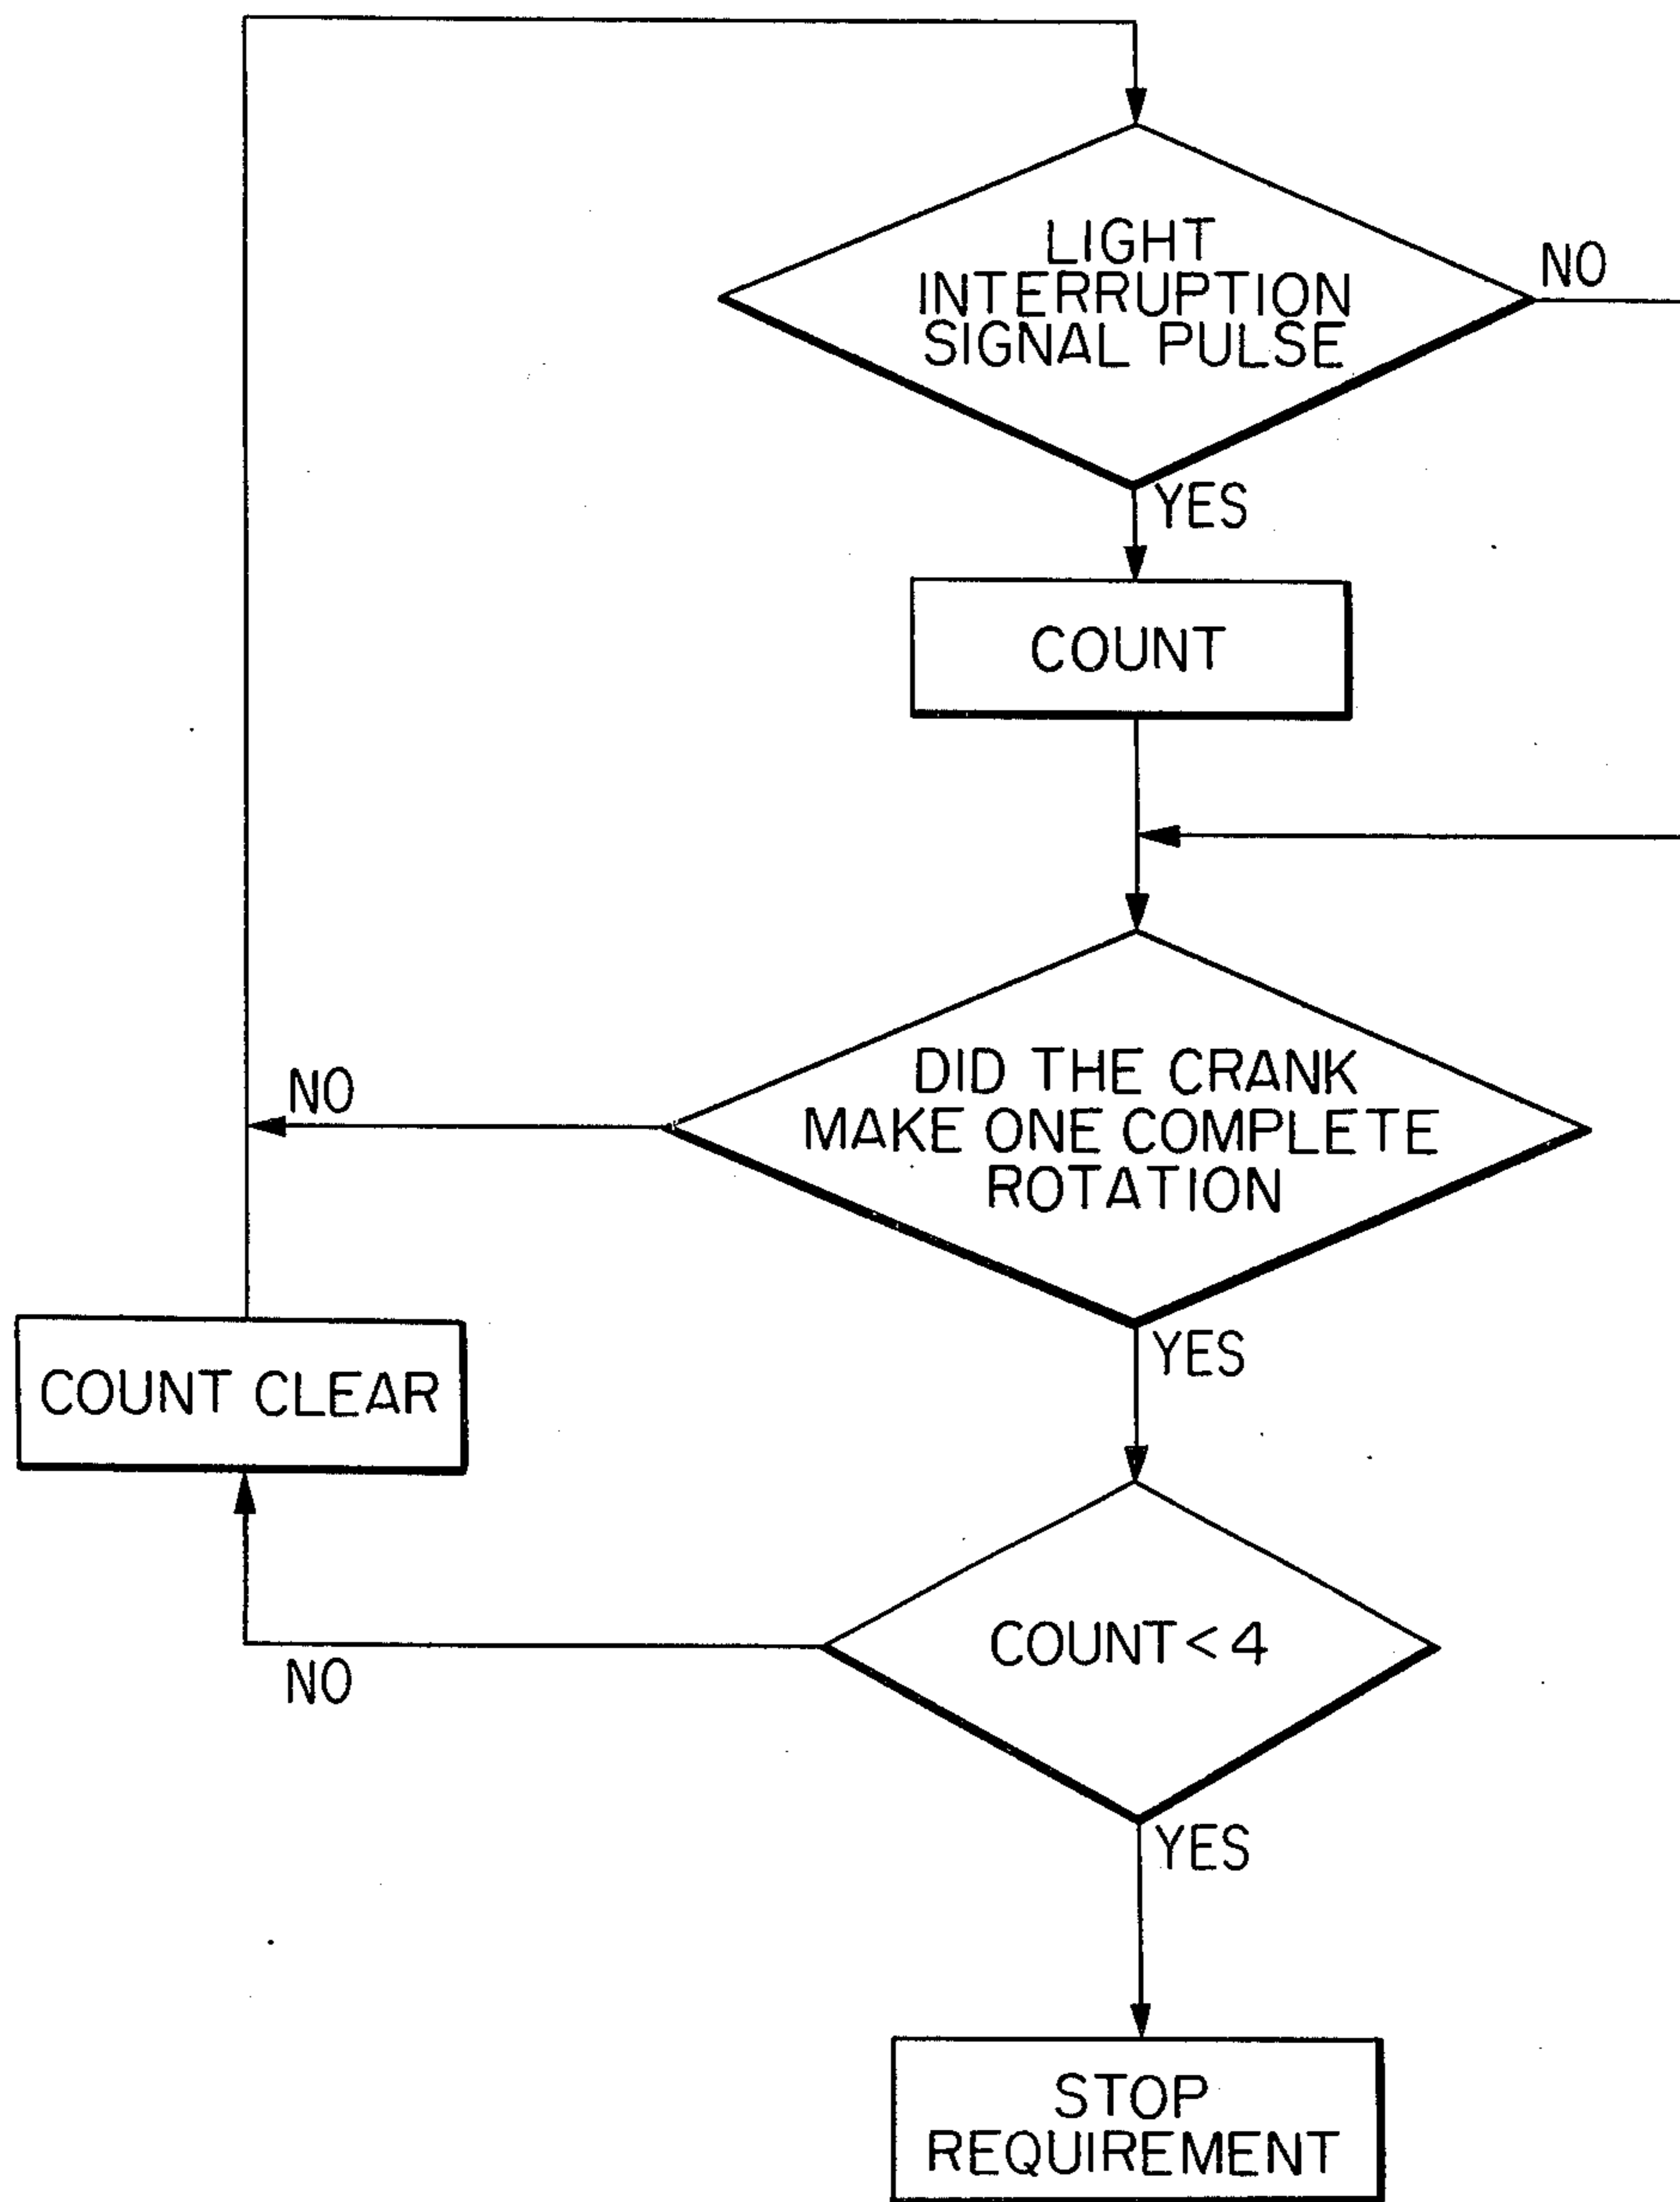 LIGHT
INTERRUPTION
SIGNAL PULSE
NO
YES
COUNT
DID THE CRANK
MAKE ONE COMPLETE
ROTATION
NO
YES
COUNT CLEAR
COUNT<4
NO
YES
STOP
REQUIREMENT